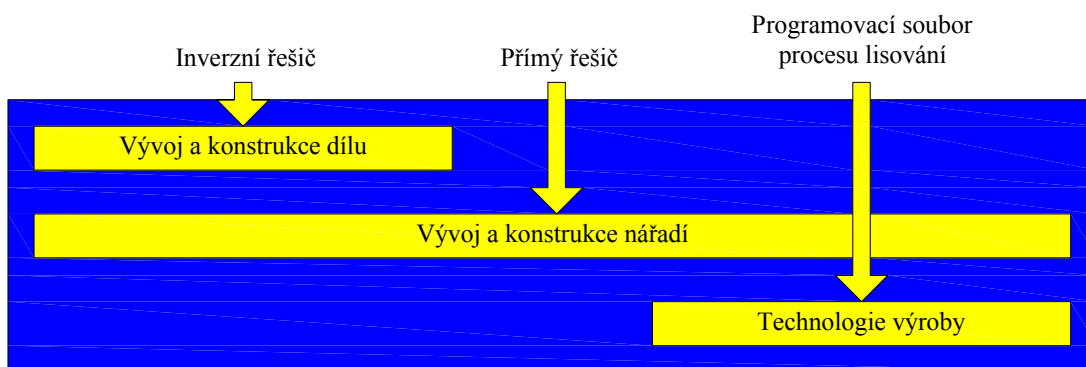 Inverzní řešič
Přímý řešič
Programovací soubor
procesu lisování
Vývoj a konstrukce dílu
Vývoj a konstrukce nářadí
Technologie výroby